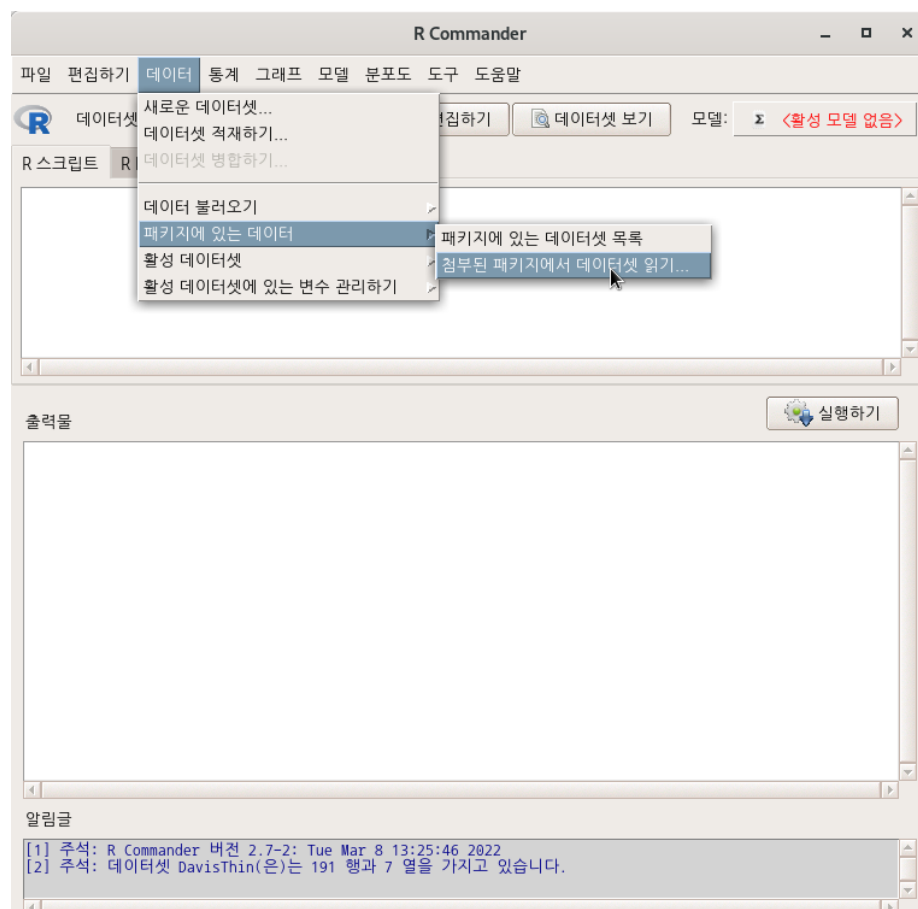 R Commander
파일 편집하기 데이터 통계 그래프 모델 분포도 도구 도움말
데이터셋 집하기 데이터셋 보기 모델: Σ <활성 모델 없음>
새로운 데이터셋...
데이터셋 적재하기...
R 스크립트 R
데이터셋 병합하기...
데이터 불러오기
패키지에 있는 데이터
패키지에 있는 데이터셋 목록
활성 데이터셋
첨부된 패키지에서 데이터셋 읽기...
활성 데이터셋에 있는 변수 관리하기
출력물
실행하기
알림글
[1] 주석: R Commander 버전 2.7-2: Tue Mar 8 13:25:46 2022
[2] 주석: 데이터셋 DavisThin(은)는 191 행과 7 열을 가지고 있습니다.